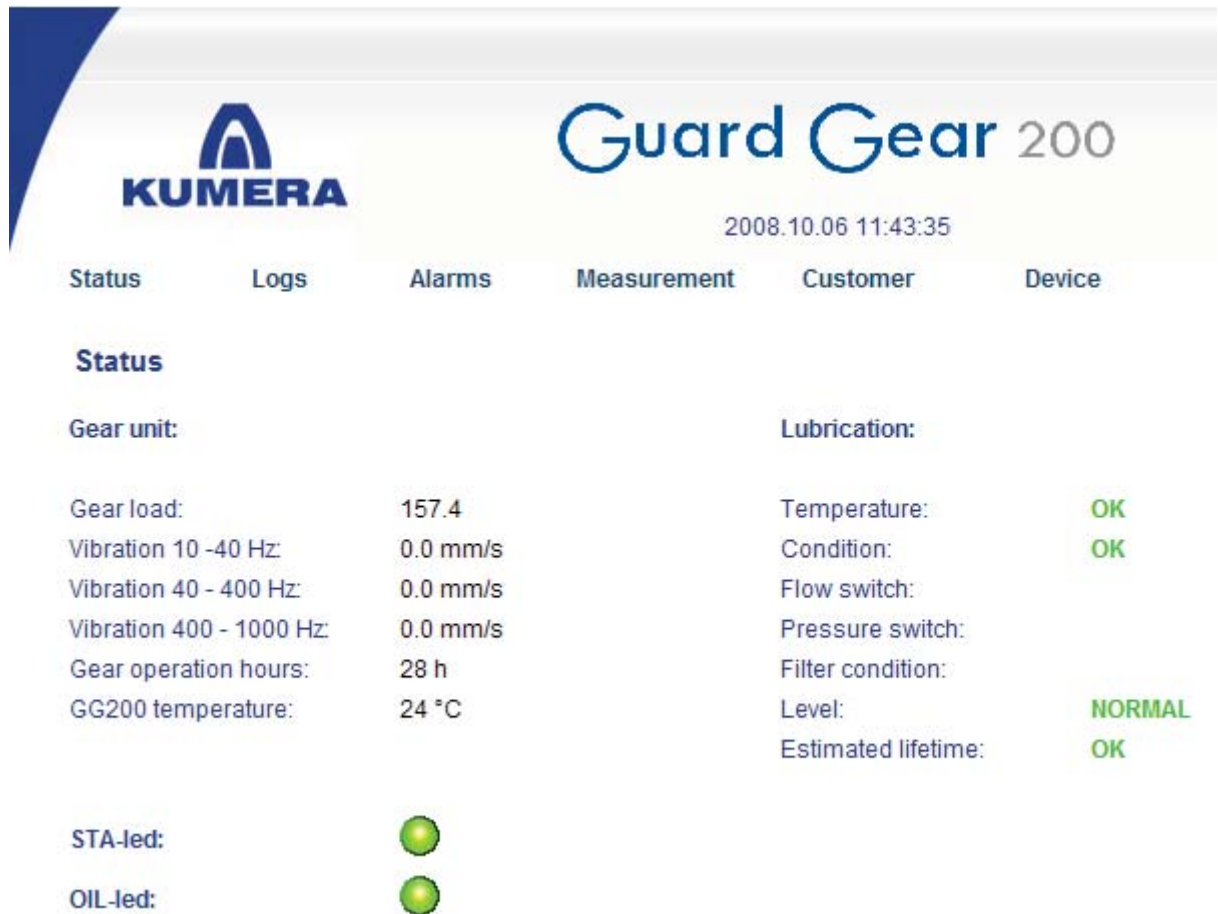 KUMERA
Guard Gear 200
2008.10.06 11:43:35
Status Logs Alarms Measurement Customer Device
Status
Gear unit: Lubrication:
Gear load: 157.4 Temperature: OK
Vibration 10 -40 Hz: 0.0 mm/s Condition: OK
Vibration 40 - 400 Hz: 0.0 mm/s Flow switch:
Vibration 400 - 1000 Hz: 0.0 mm/s Pressure switch:
Gear operation hours: 28 h Filter condition:
GG200 temperature: 24 °C Level: NORMAL
Estimated lifetime: OK
STA-led:
OIL-led: